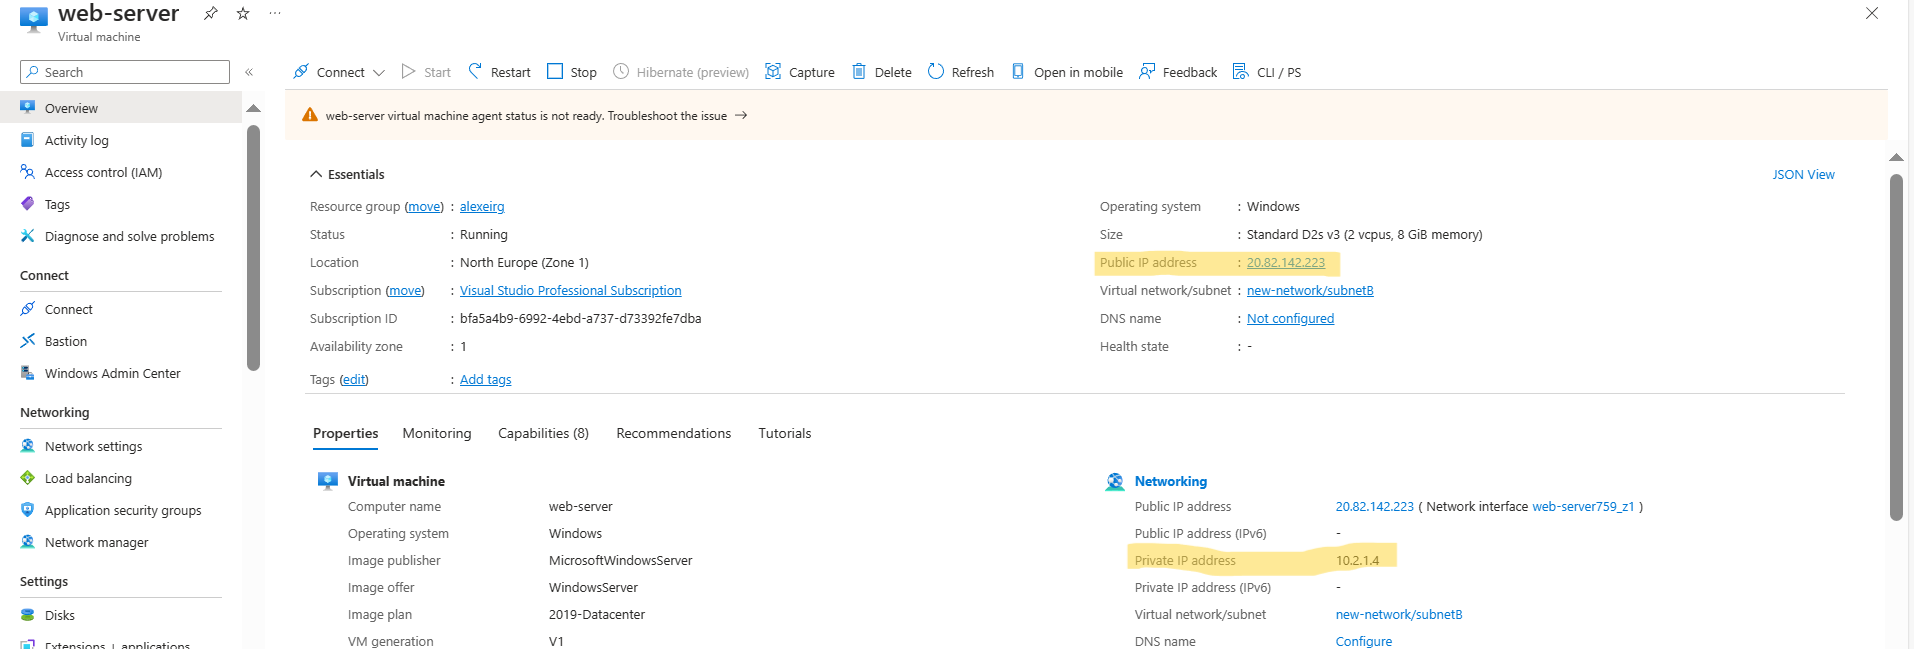 web-server
Virtual machine
Search
Connect
Start
Restart
Stop
Hibernate (preview)
Capture
Delete
Refresh
Open in mobile
Feedback
CLI / PS
Overview
Activity log
Access control (IAM)
Tags
Diagnose and solve problems
Connect
Connect
Bastion
Windows Admin Center
Networking
Network settings
Load balancing
Application security groups
Network manager
Settings
Disks
Extensions + applications
web-server virtual machine agent status is not ready. Troubleshoot the issue →
Essentials
JSON View
Resource group (move) : alexeirg
Status : Running
Location : North Europe (Zone 1)
Subscription (move) : Visual Studio Professional Subscription
Subscription ID : bfa5a4b9-6992-4ebd-a737-d73392fe7dba
Availability zone : 1
Tags (edit) : Add tags
Operating system : Windows
Size : Standard D2s v3 (2 vcpus, 8 GiB memory)
Public IP address : 20.82.142.223
Virtual network/subnet : new-network/subnetB
DNS name : Not configured
Health state : -
Properties
Monitoring
Capabilities (8)
Recommendations
Tutorials
Virtual machine
Computer name web-server
Operating system Windows
Image publisher MicrosoftWindowsServer
Image offer WindowsServer
Image plan 2019-Datacenter
VM generation V1
Networking
Public IP address 20.82.142.223 ( Network interface web-server759_z1 )
Public IP address (IPv6) -
Private IP address 10.2.1.4
Private IP address (IPv6) -
Virtual network/subnet new-network/subnetB
DNS name Configure